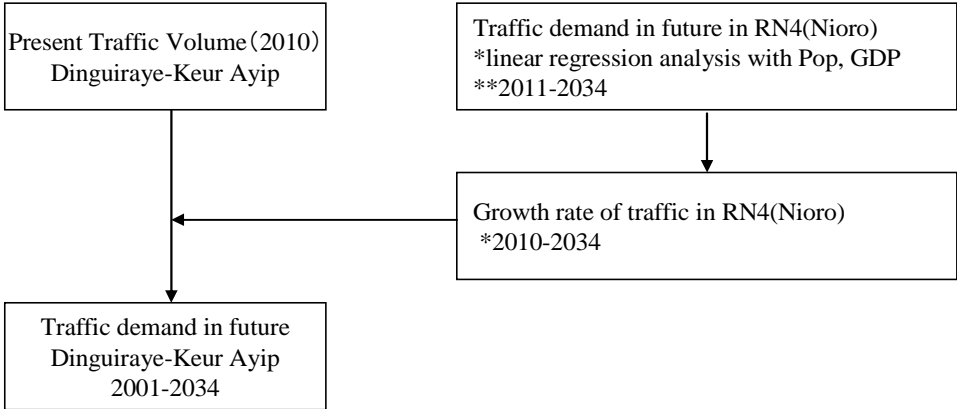 Present Traffic Volume（2010）
Dinguiraye-Keur Ayip
Traffic demand in future in RN4(Nioro)
*linear regression analysis with Pop, GDP
**2011-2034
Growth rate of traffic in RN4(Nioro)
*2010-2034
Traffic demand in future
Dinguiraye-Keur Ayip
2001-2034